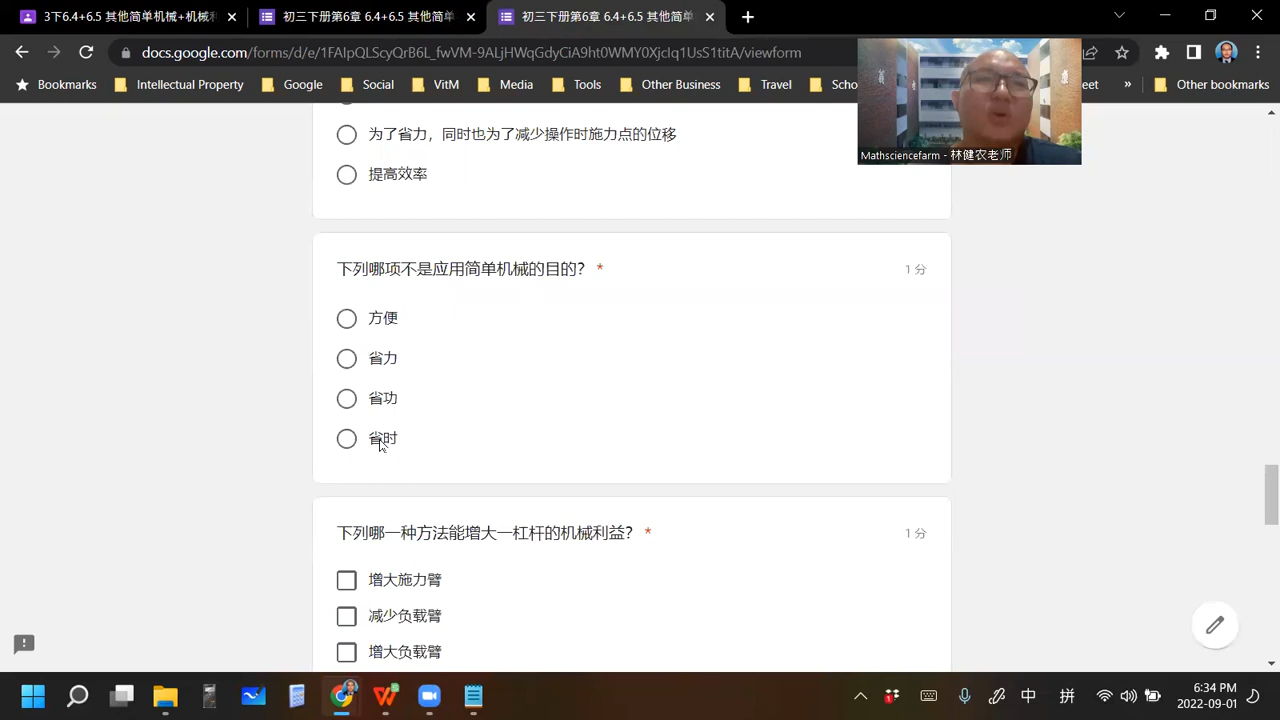 3下6.4+6.5 其他简单机械+机械利
初三下册第6章 6.4+6.5 其他简单
初三下册第6章 6.4+6.5 其他简单
docs.google.com/
1FAIpQLScyOrB6L_fwVM-9ALjHWqGdyCiA9ht0WMY0Xjclq1UsS1titA/viewform
Bookmarks
Intectuure Prod
Googl
Social
VitM
Media
Tools
Other Business
Travel
Scho
eet
»
Other bookmarks
Mathsciencefarm - 林健农老师
为了省力，同时也为了减少操作时施力点的位移
提高效率
下列哪项不是应用简单机械的目的？ *
1 分
方便
省力
省功
省时
下列哪一种方法能增大一杠杆的机械利益？ *
1 分
增大施力臂
减少负载臂
增大负载臂
中
拼
6:34 PM
2022-09-01